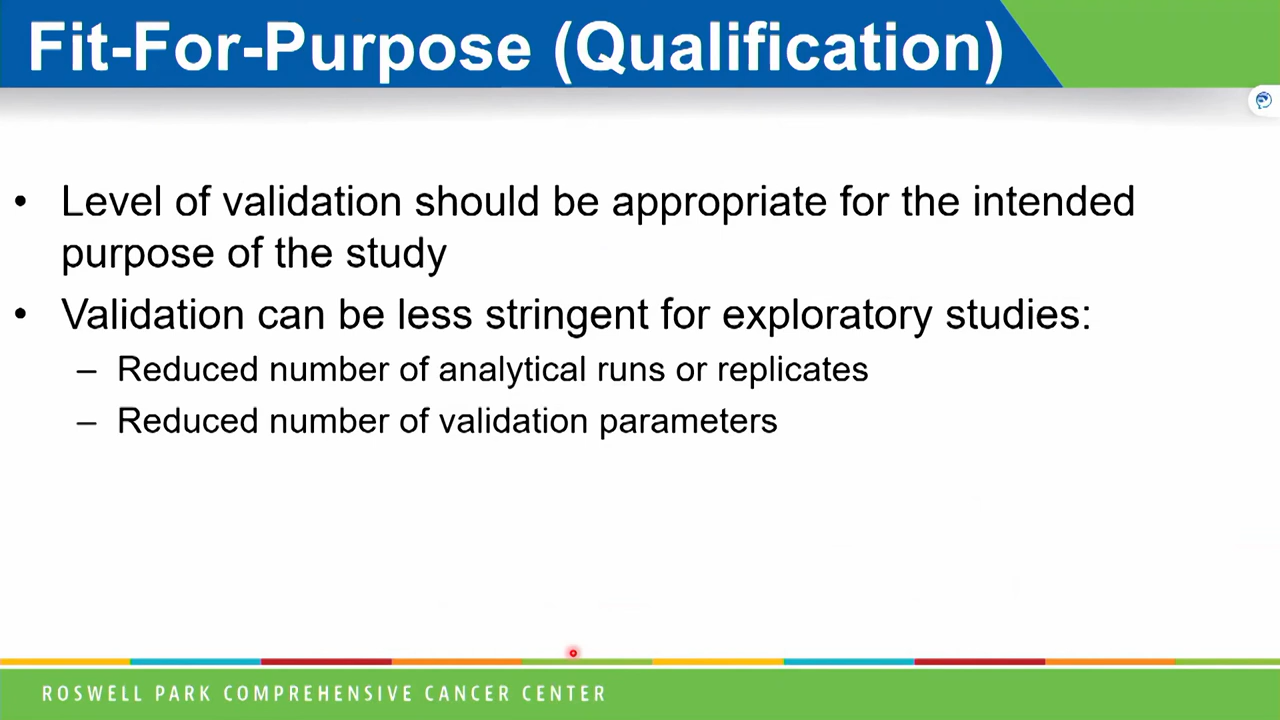 Fit-For-Purpose (Qualification)
• Level of validation should be appropriate for the intended
purpose of the study
• Validation can be less stringent for exploratory studies:
– Reduced number of analytical runs or replicates
– Reduced number of validation parameters
ROSWELL PARK COMPREHENSIVE CANCER CENTER